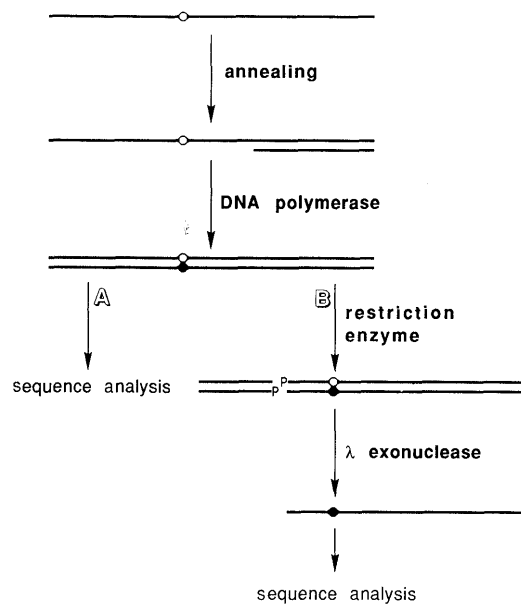 annealing
DNA polymerase
A
B
restriction
enzyme
sequence analysis
P
P
λ exonuclease
sequence analysis